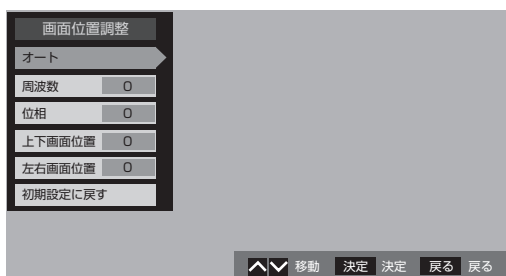 画面位置調整
オート
周波数 0
位相 0
上下画面位置 0
左右画面位置 0
初期設定に戻す
移動 決定 決定 戻る 戻る